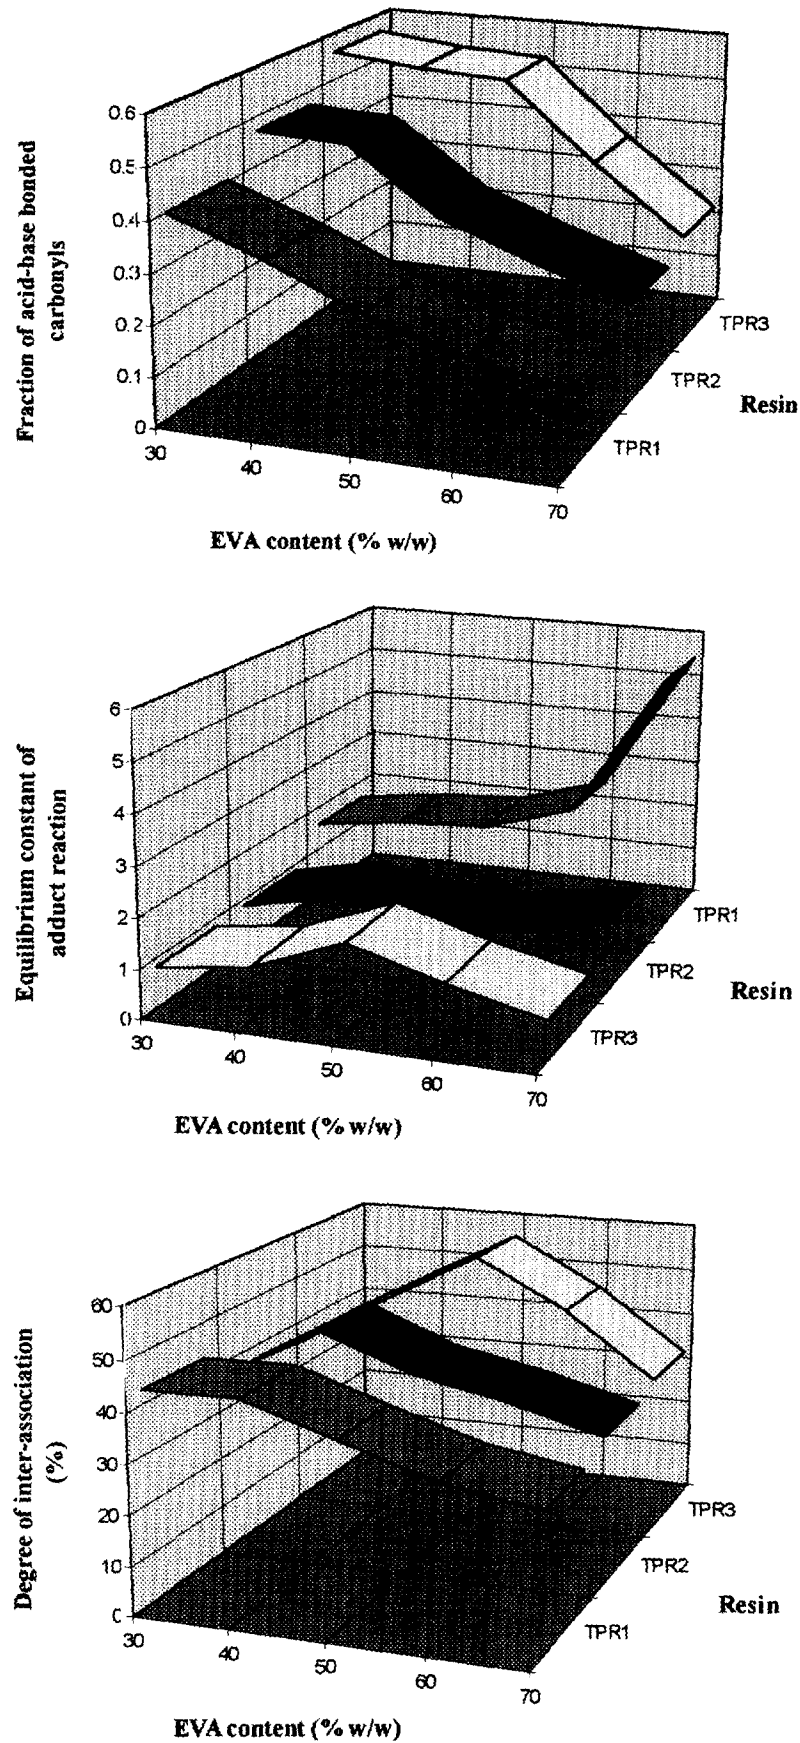 Fraction of acid-base bonded
carbonyls
0.6
0.5
0.4
0.3
0.2
0.1
0
30
40
50
60
70
TPR1
TPR2
TPR3
Resin
EVA content (% w/w)
Equilibrium constant of
adduct reaction
6
5
4
3
2
1
0
30
40
50
60
70
TPR3
TPR2
TPR1
Resin
EVA content (% w/w)
Degree of inter-association
(%)
60
50
40
30
20
10
0
30
40
50
60
70
TPR1
TPR2
TPR3
Resin
EVA content (% w/w)